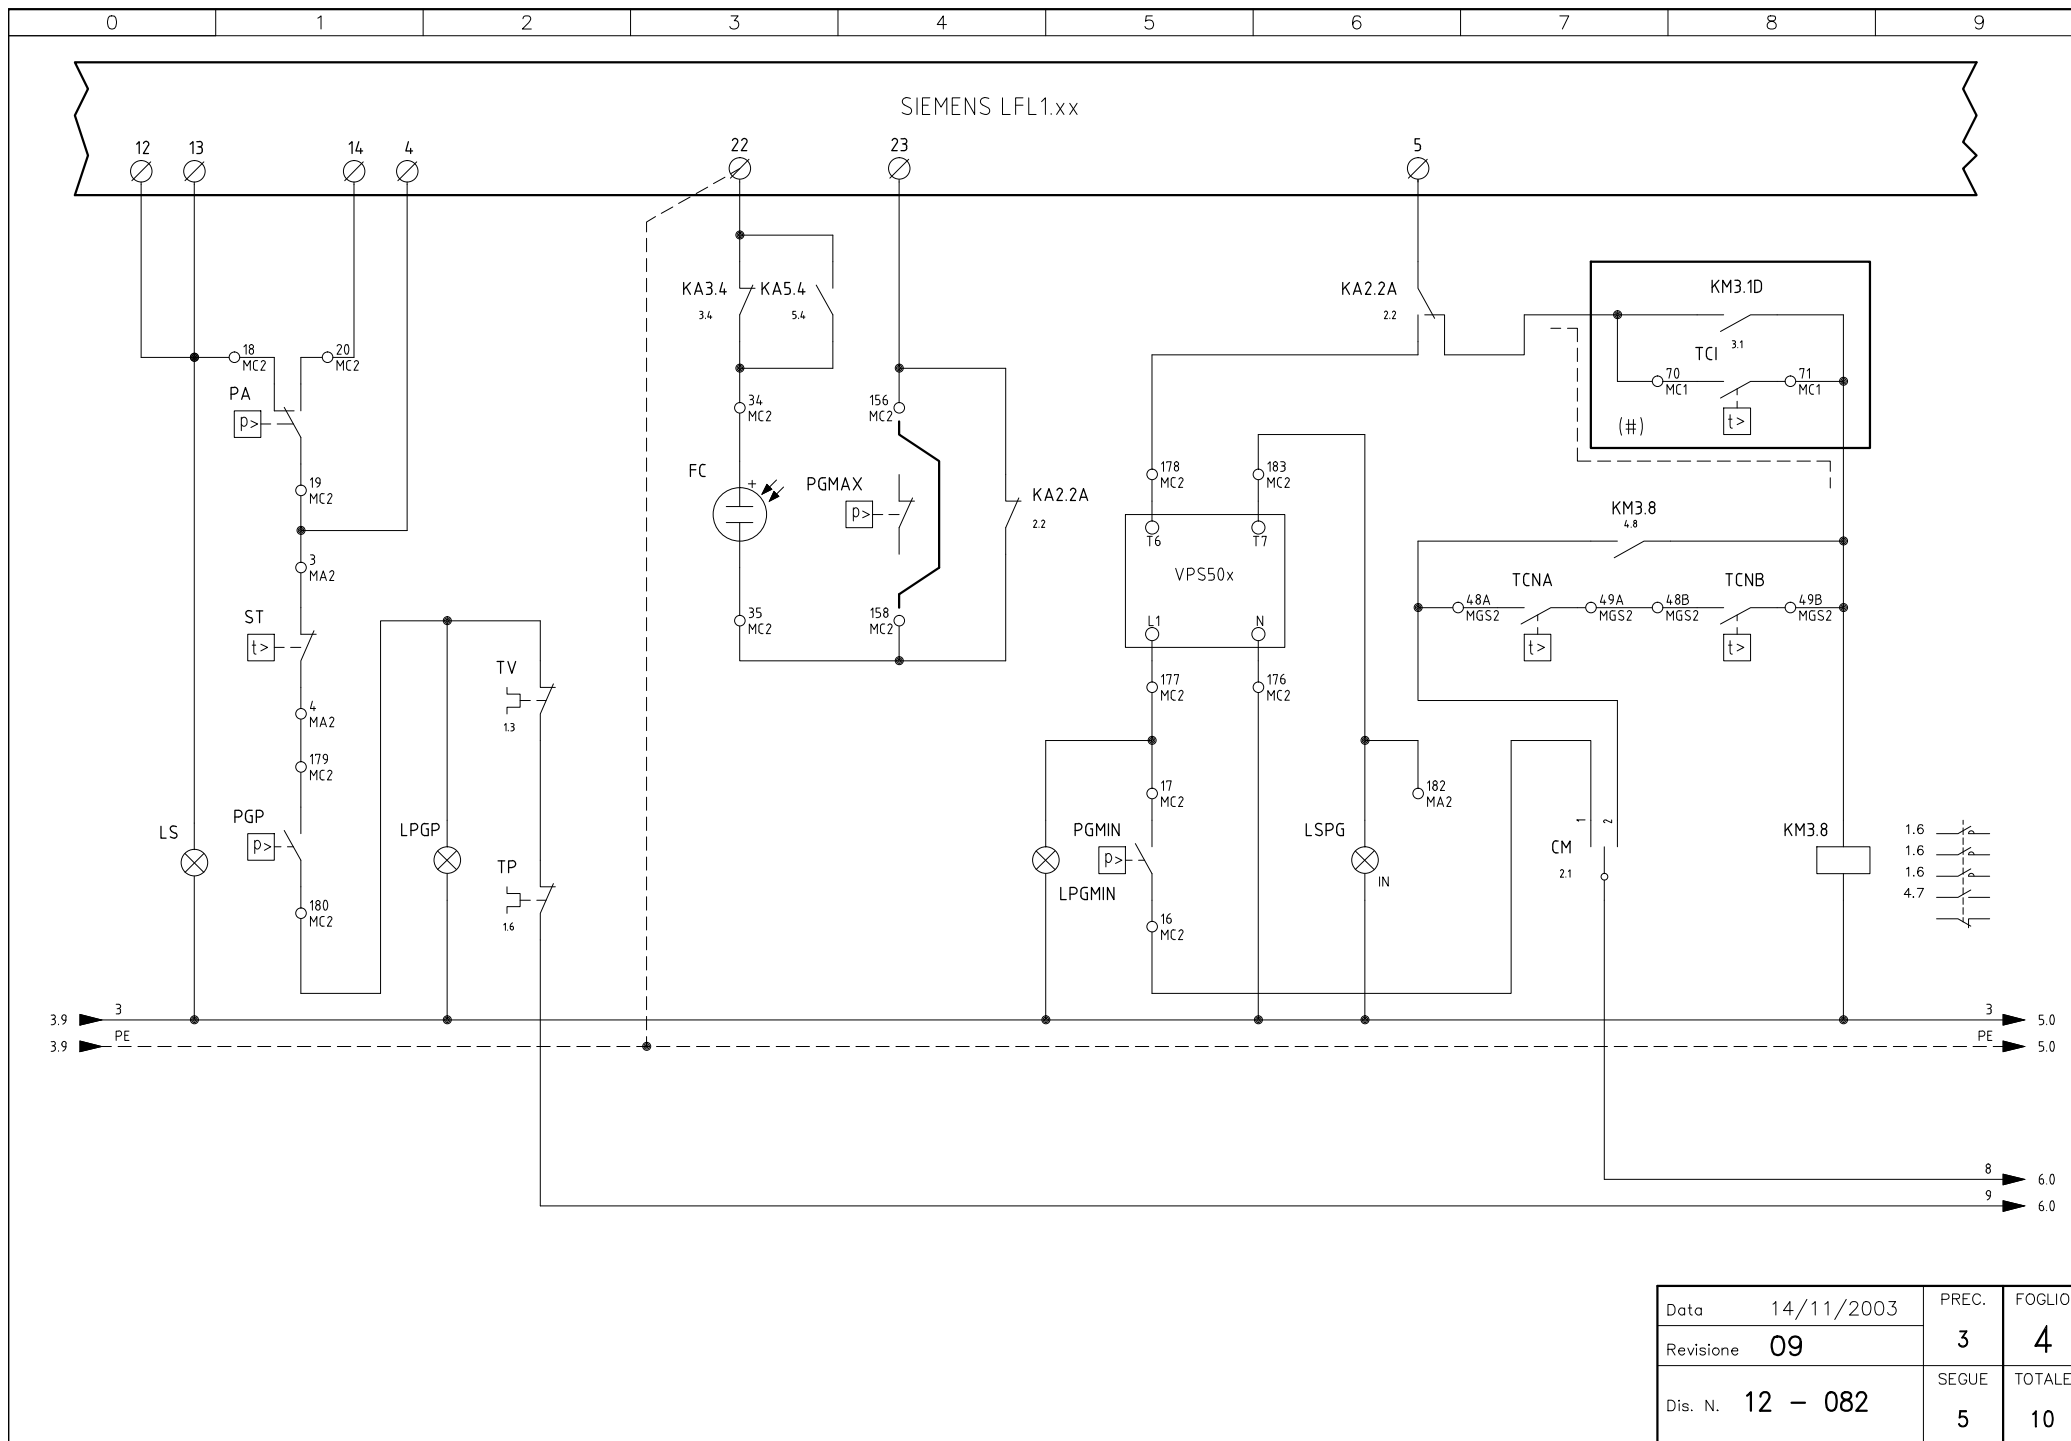 0 1 2 3 4 5 6 7 8 9
SIEMENS LFL1.xx
12 13 14 4 22 23 5
KA3.4
3.4
KA5.4
5.4
KA2.2A
2.2
KM3.1D
3.1
TCI
70
MC1
71
MC1
(#)
18
MC2
20
MC2
PA
p>
19
MC2
34
MC2
156
MC2
FC
+
PGMAX
p>
KA2.2A
2.2
178
MC2
183
MC2
t>
T6
T7
VPS50x
L1
N
KM3.8
4.8
3
MA2
ST
t>
TCNA
TCNB
48A
MGS2
49A
MGS2
48B
MGS2
49B
MGS2
t>
t>
35
MC2
158
MC2
TV
1.3
177
MC2
176
MC2
4
MA2
179
MC2
17
MC2
182
MA2
LS
PGP
p>
LPGP
TP
1.6
PGMIN
p>
LPGMIN
LSPG
IN
1
2
CM
2.1
KM3.8
1.6
1.6
1.6
4.7
180
MC2
16
MC2
3.9 3 3 5.0
3.9 PE PE 5.0
8 6.0
9 6.0
Data 14/11/2003
PREC.
3
FOGLIO
4
Revisione 09
Dis. N. 12 - 082
SEGUE
5
TOTALE
10